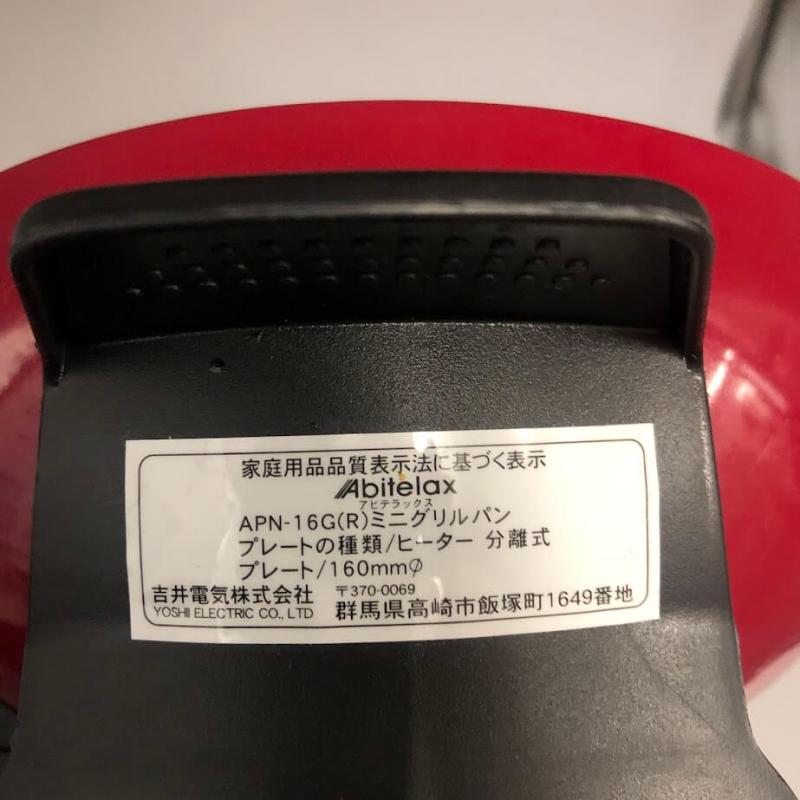 家庭用品品質表示法に基づく表示
Abitelax
アビテラックス
APN-16G(R)ミニグリルパン
プレートの種類/ヒーター 分離式
プレート/160mm∅
吉井電気株式会社 〒370-0069
YOSHII ELECTRIC CO., LTD 群馬県高崎市飯塚町1649番地